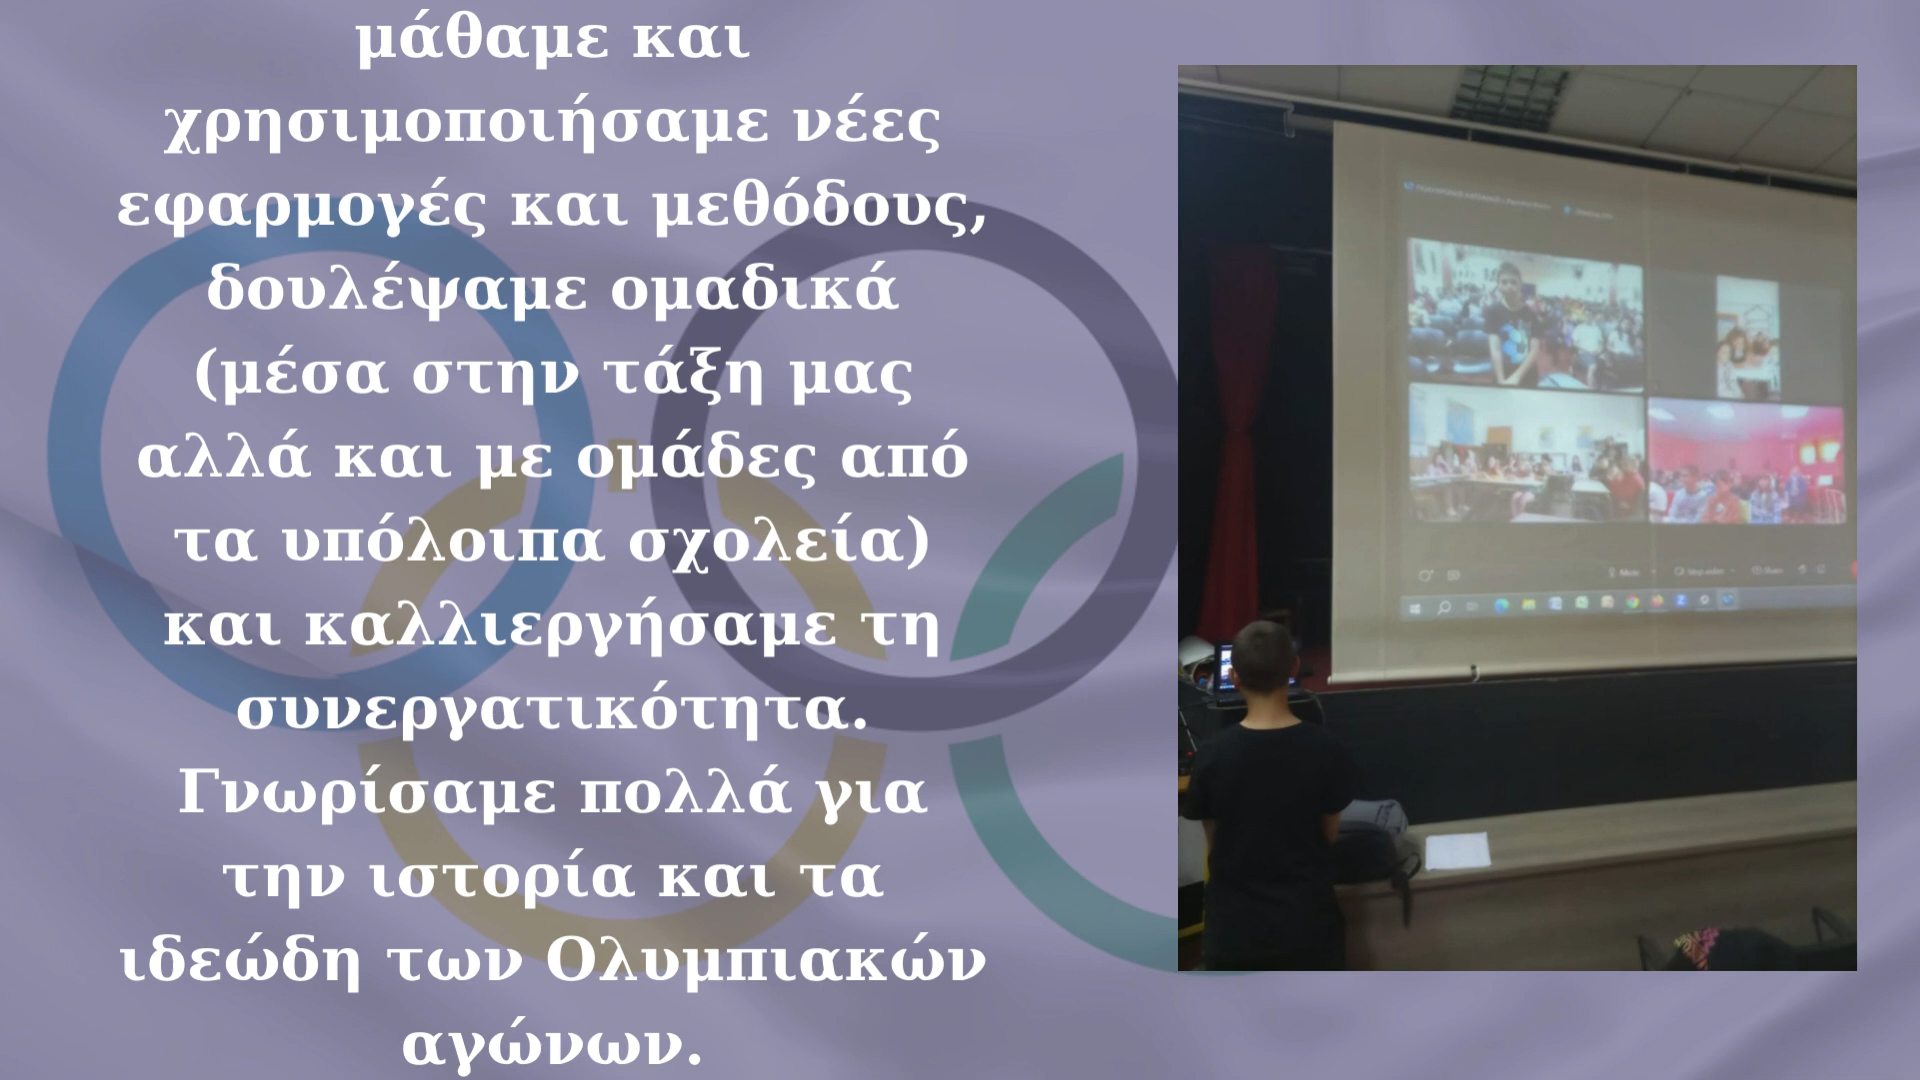 μάθαμε και
χρησιμοποιήσαμε νέες
εφαρμογές και μεθόδους,
δουλέψαμε ομαδικά
(μέσα στην τάξη μας
αλλά και με ομάδες από
τα υπόλοιπα σχολεία)
και καλλιεργήσαμε τη
συνεργατικότητα.
Γνωρίσαμε πολλά για
την ιστορία και τα
ιδεώδη των Ολυμπιακών
αγώνων.